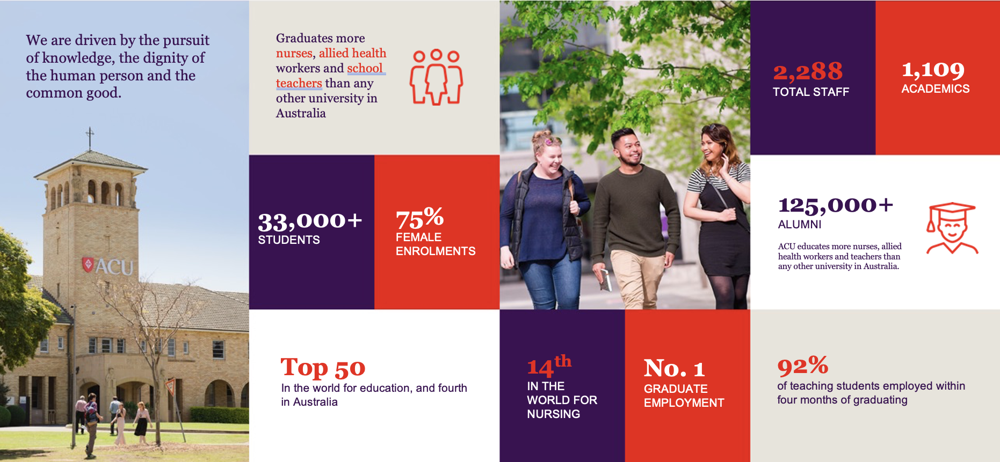 We are driven by the pursuit
of knowledge, the dignity of
the human person and the
common good.
ACU
Graduates more
nurses, allied health
workers and school
teachers than any
other university in
Australia
33,000+
STUDENTS
75%
FEMALE
ENROLMENTS
Top 50
In the world for education, and fourth
in Australia
2,288
TOTAL STAFF
1,109
ACADEMICS
125,000+
ALUMNI
ACU educates more nurses, allied
health workers and teachers than
any other university in Australia.
14th
IN THE
WORLD FOR
NURSING
No. 1
GRADUATE
EMPLOYMENT
92%
of teaching students employed within
four months of graduating